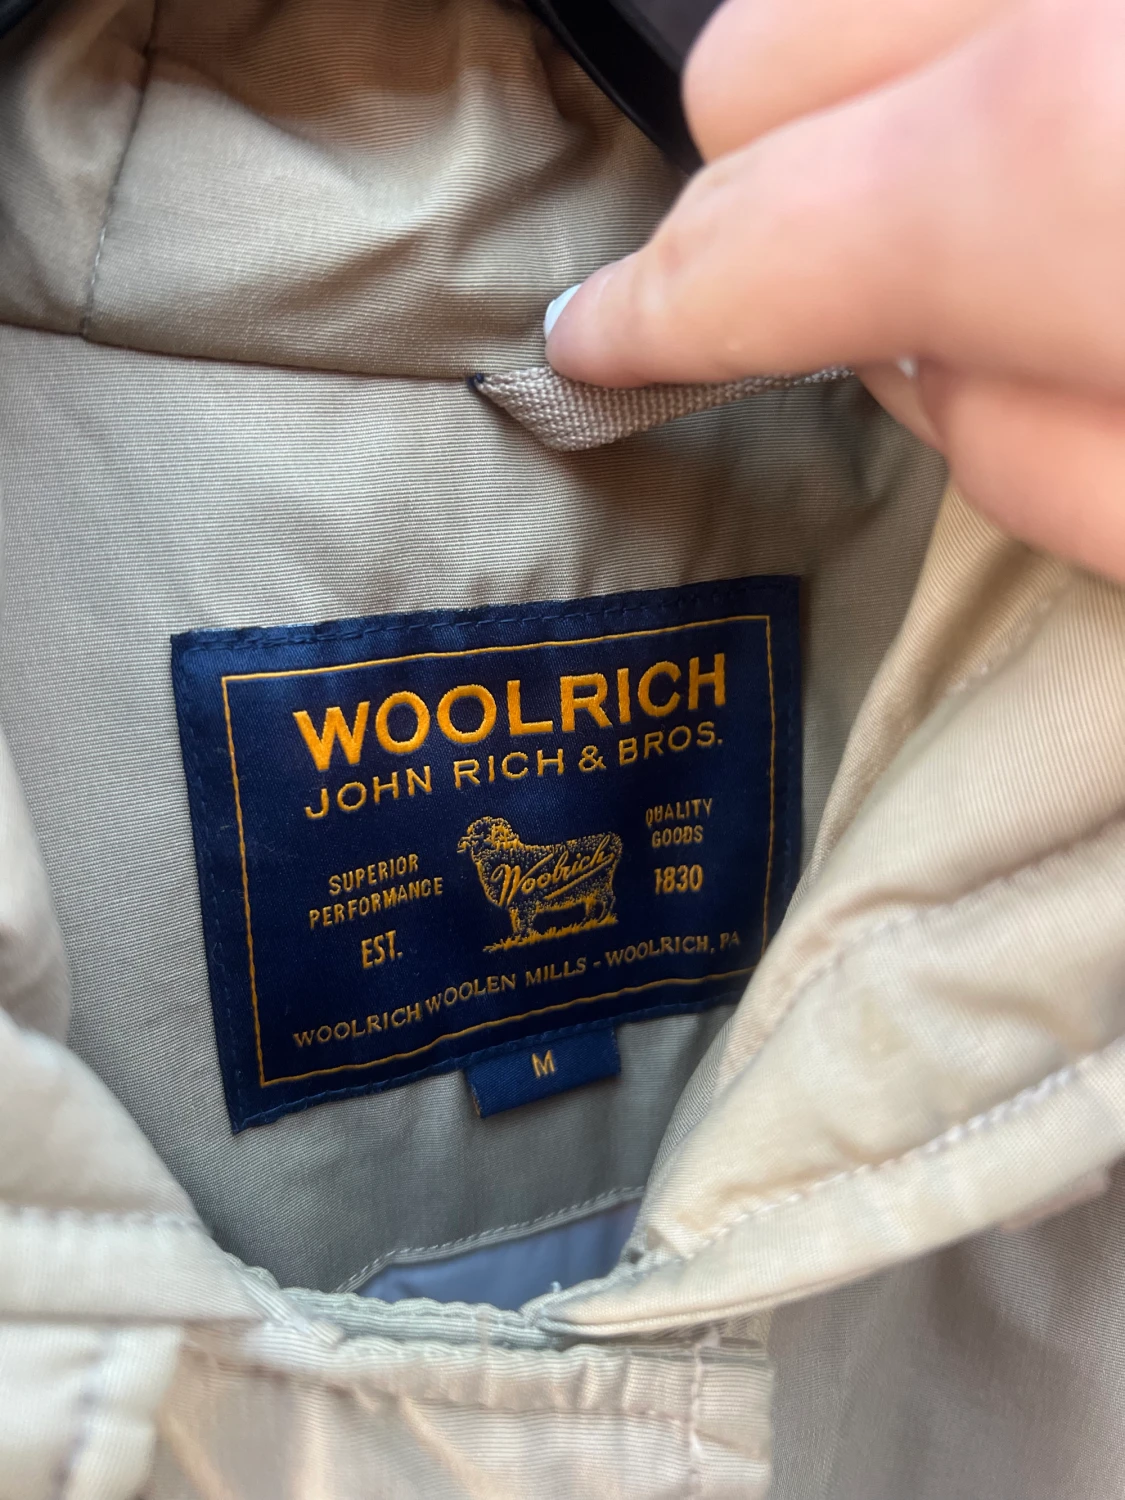 WOOLRICH
JOHN RICH & BROS.
SUPERIOR
PERFORMANCE
EST.
Woolrich
QUALITY
GOODS
1830
WOOLRICH WOOLEN MILLS - WOOLRICH, PA
M